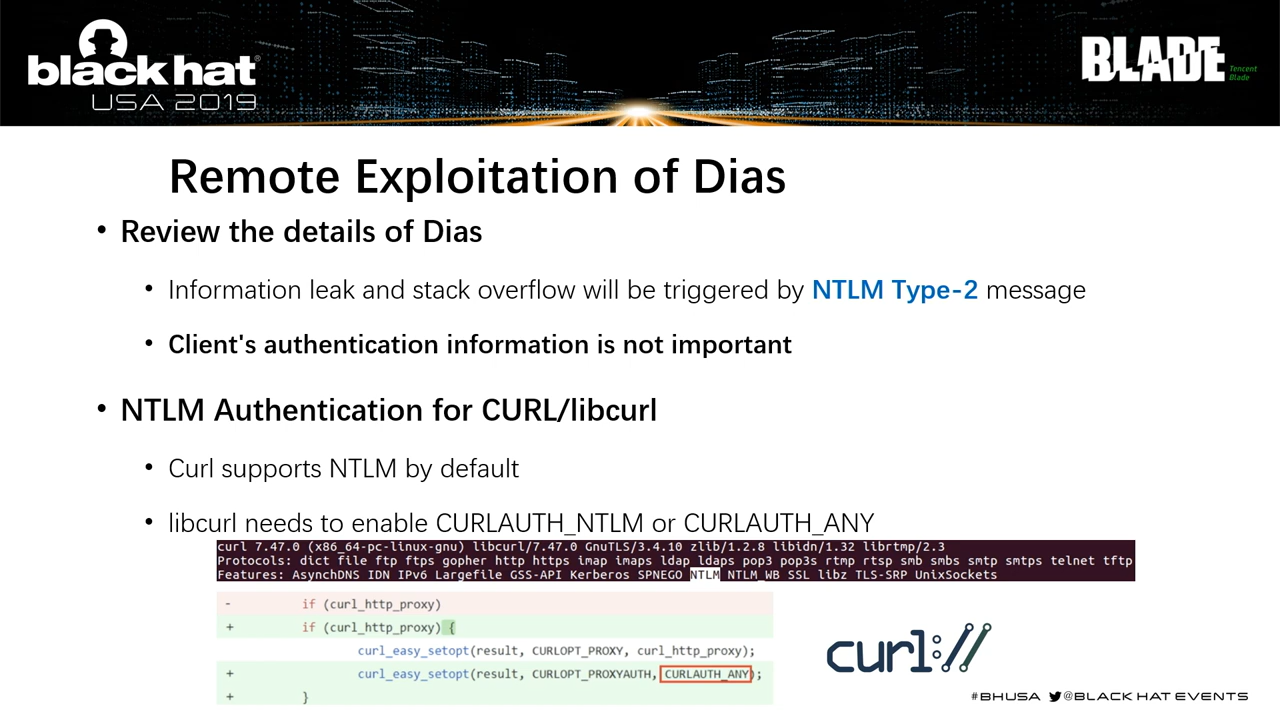 black hat®
USA 2019
BLADE
Tencent
Blade
Remote Exploitation of Dias
• Review the details of Dias
• Information leak and stack overflow will be triggered by NTLM Type-2 message
• Client's authentication information is not important
• NTLM Authentication for CURL/libcurl
• Curl supports NTLM by default
• libcurl needs to enable CURLAUTH_NTLM or CURLAUTH_ANY
curl 7.47.0 (x86_64-pc-linux-gnu) libcurl/7.47.0 GnuTLS/3.4.10 zlib/1.2.8 libidn/1.32 librtmp/2.3
Protocols: dict file ftp ftps gopher http https imap imaps ldap ldaps pop3 pop3s rtmp rtsp smb smbs smtp smtps telnet tftp
Features: AsynchDNS IDN IPv6 Largefile GSS-API Kerberos SPNEGO NTLM NTLM_WB SSL libz TLS-SRP UnixSockets
- if (curl_http_proxy)
+ if (curl_http_proxy) {
curl_easy_setopt(result, CURLOPT_PROXY, curl_http_proxy);
+ curl_easy_setopt(result, CURLOPT_PROXYAUTH, CURLAUTH_ANY);
+ }
curl://
#BHUSA @BLACK HAT EVENTS